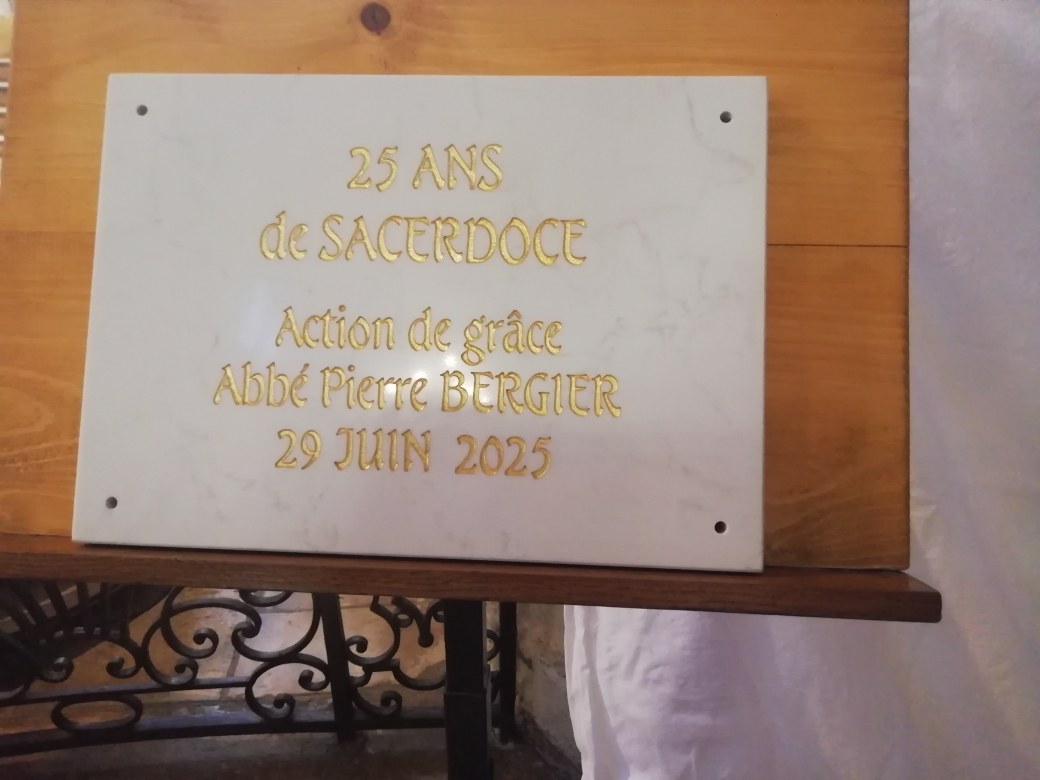 25 ANS
de SACERDOCE
Action de grâce
Abbé Pierre BERGIER
29 JUIN 2025